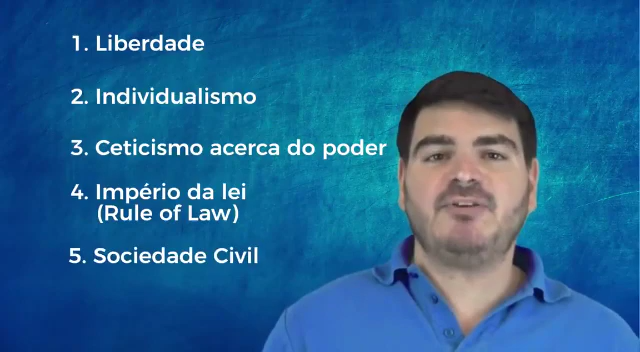 1. Liberdade
2. Individualismo
3. Ceticismo acerca do poder
4. Império da lei
(Rule of Law)
5. Sociedade Civil